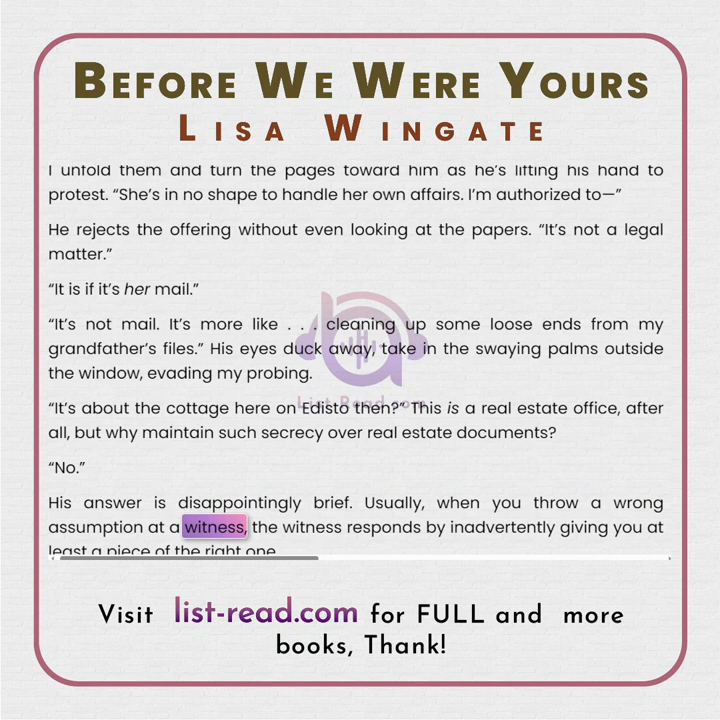 BEFORE WE WERE YOURS
LISA WINGATE
I unfold them and turn the pages toward him as he’s lifting his hand to
protest. “She’s in no shape to handle her own affairs. I’m authorized to—”
He rejects the offering without even looking at the papers. “It’s not a legal
matter.”
“It is if it’s her mail.”
“It’s not mail. It’s more like . . . cleaning up some loose ends from my
grandfather’s files.” His eyes duck away, take in the swaying palms outside
the window, evading my probing.
List-Read.com
“It’s about the cottage here on Edisto then?” This is a real estate office, after
all, but why maintain such secrecy over real estate documents?
“No.”
His answer is disappointingly brief. Usually, when you throw a wrong
assumption at a witness, the witness responds by inadvertently giving you at
least a piece of the right one.
Visit list-read.com for FULL and more
books, Thank!